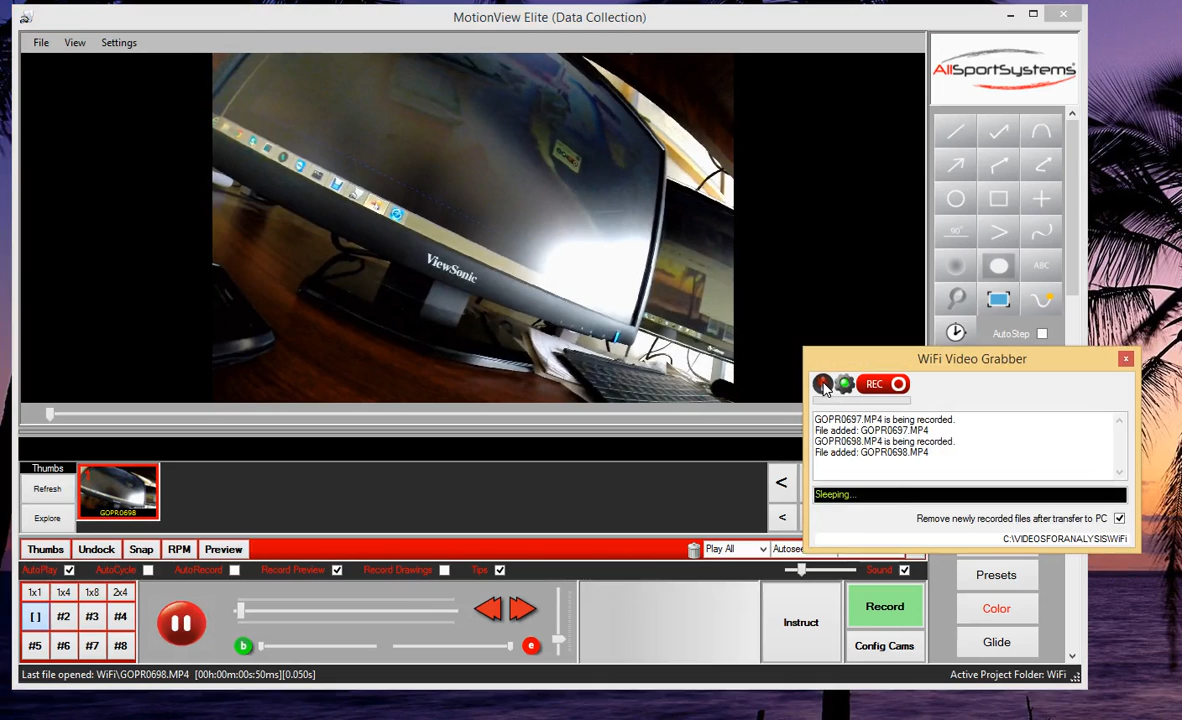 MotionView Elite (Data Collection)
File View Settings
AllSportSystems
90°
ABC
AutoStep
ViewSonic
WiFi Video Grabber
REC
GOPR0697.MP4 is being recorded.
File added: GOPR0697.MP4
GOPR0698.MP4 is being recorded.
File added: GOPR0698.MP4
Sleeping...
Remove newly recorded files after transfer to PC
C:\VIDEOSFORANALYSIS\WiFi
Thumbs
Refresh
Explore
GOPR0698
<
<
Thumbs Undock Snap RPM Preview Play All Autosee
AutoPlay AutoCycle AutoRecord Record Preview Record Drawings Tips Sound
1x1 1x4 1x8 2x4
[ ] #2 #3 #4
#5 #6 #7 #8
b e
Instruct
Record
Config Cams
Presets
Color
Glide
Last file opened: WiFi\GOPR0698.MP4 [00h:00m:00s:50ms][0.050s] Active Project Folder: WiFi